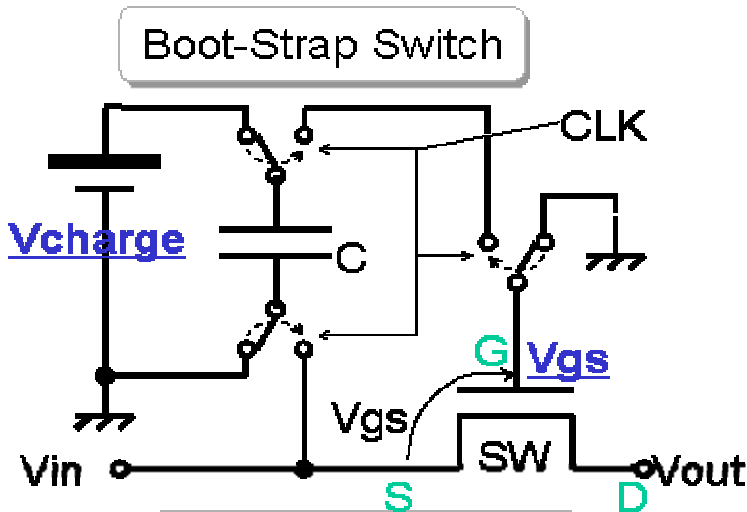 Boot-Strap Switch
CLK
Vcharge
C
G
Vgs
Vgs
SW
Vin
Vout
S
D